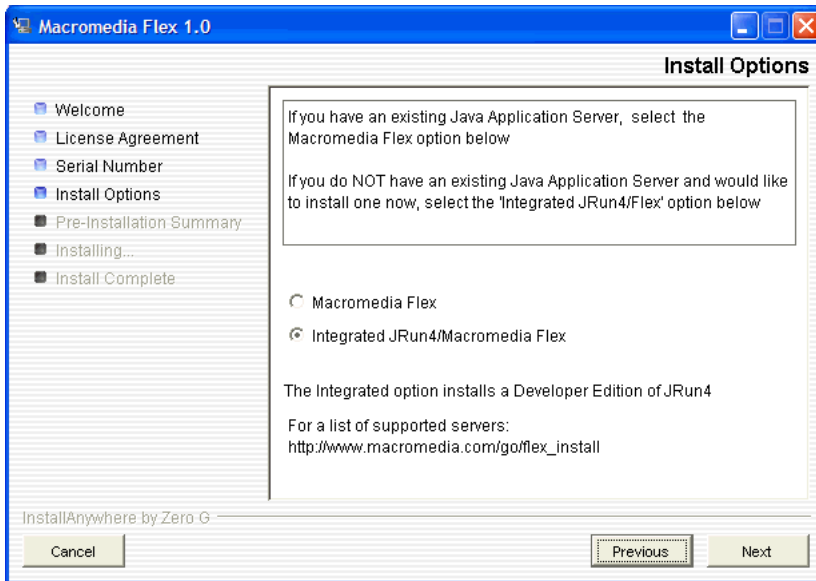 Macromedia Flex 1.0
Install Options
Welcome
License Agreement
Serial Number
Install Options
Pre-Installation Summary
Installing...
Install Complete
If you have an existing Java Application Server, select the
Macromedia Flex option below
If you do NOT have an existing Java Application Server and would like
to install one now, select the 'Integrated JRun4/Flex' option below
Macromedia Flex
Integrated JRun4/Macromedia Flex
The Integrated option installs a Developer Edition of JRun4
For a list of supported servers:
http://www.macromedia.com/go/flex_install
InstallAnywhere by Zero G
Cancel
Previous
Next